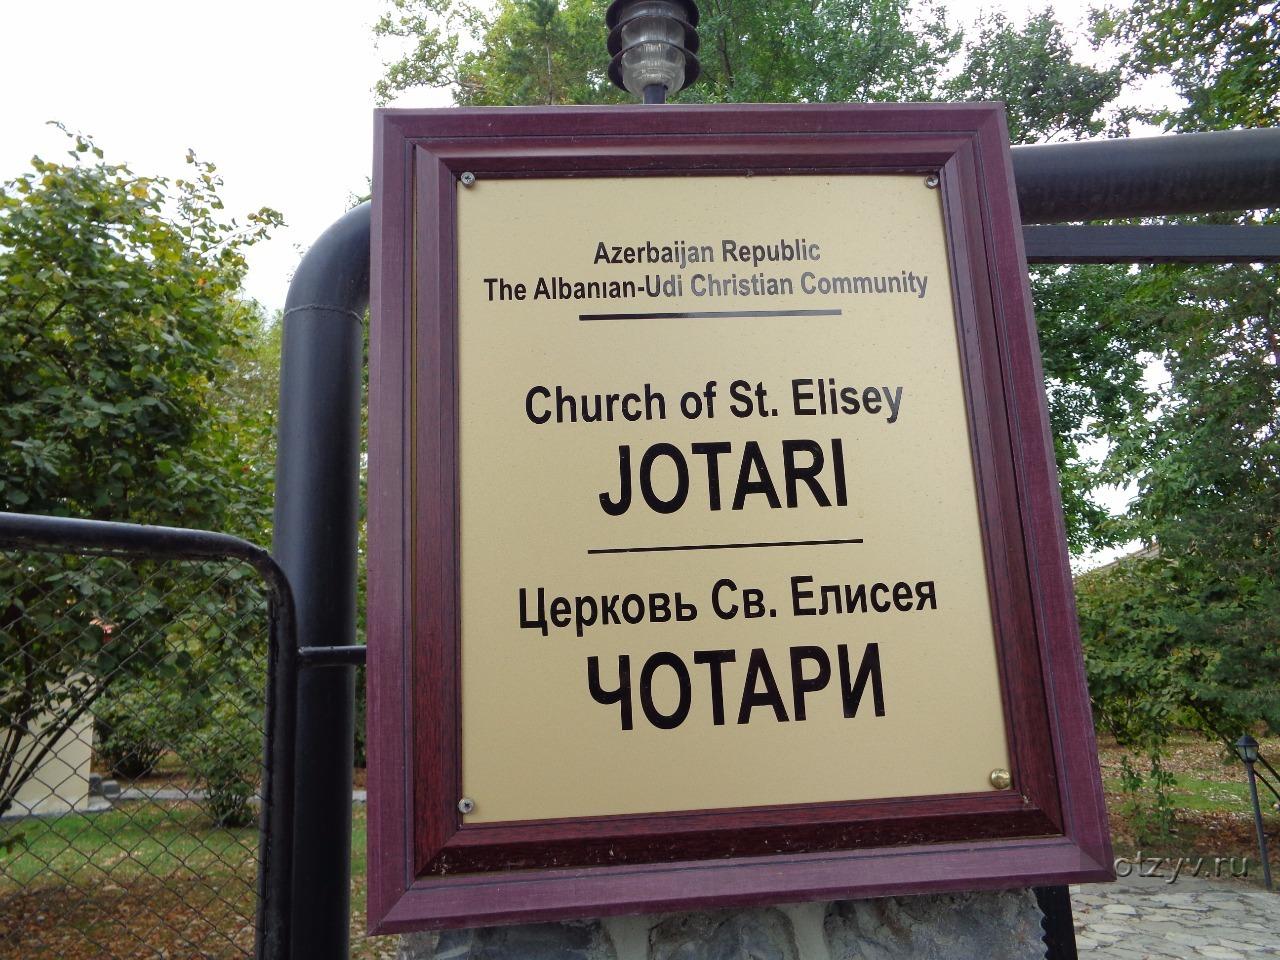 Azerbaijan Republic
The Albanian-Udi Christian Community
Church of St. Elisey
JOTARI
Церковь Св. Елисея
ЧОТАРИ
otzyv.ru